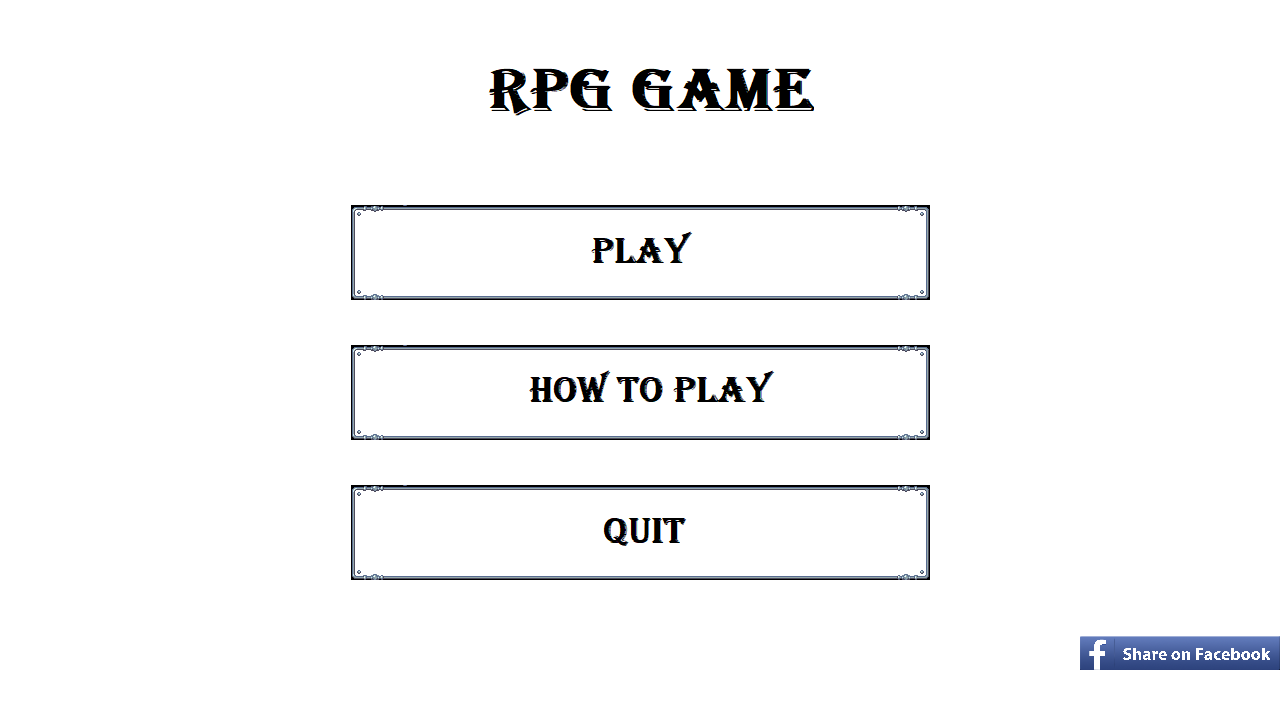 RPG GAME
PLAY
HOW TO PLAY
QUIT
Share on Facebook